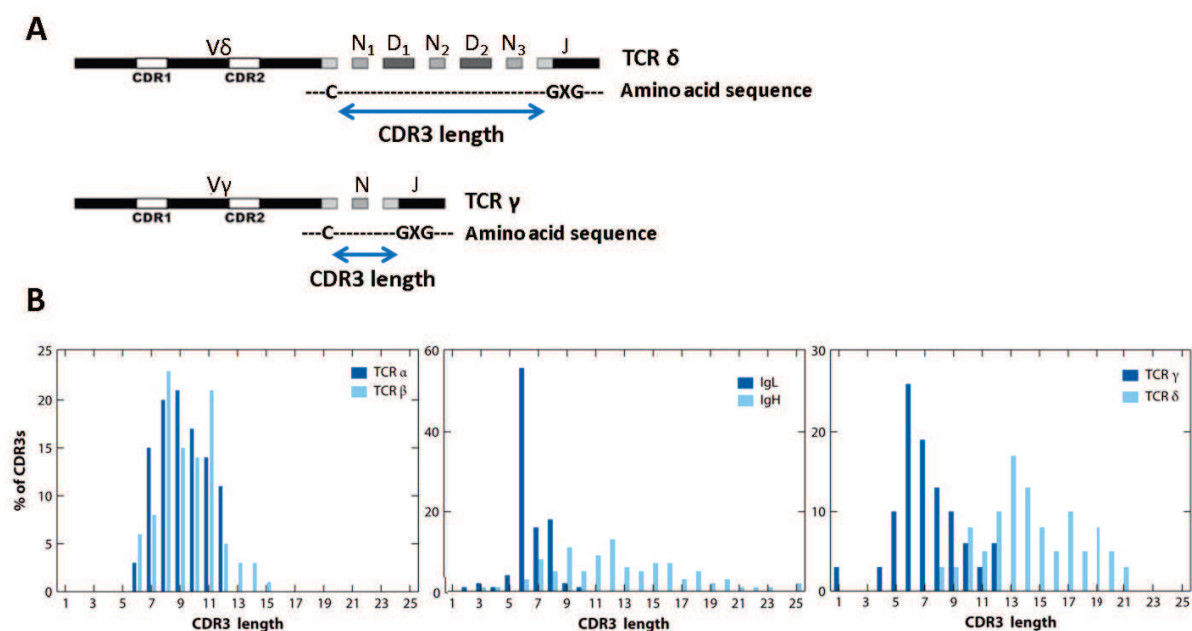 A
Vδ N₁ D₁ N₂ D₂ N₃ J
CDR1 CDR2 TCR δ
---C----------------------------GXG--- Amino acid sequence
CDR3 length
Vγ N J
CDR1 CDR2 TCR γ
---C---------GXG--- Amino acid sequence
CDR3 length
B
% of CDR3s
25
20
15
10
5
0
1 3 5 7 9 11 13 15 17 19 21 23 25
CDR3 length
TCR α
TCR β
60
40
20
0
1 3 5 7 9 11 13 15 17 19 21 23 25
CDR3 length
IgL
IgH
30
20
10
0
1 3 5 7 9 11 13 15 17 19 21 23 25
CDR3 length
TCR γ
TCR δ